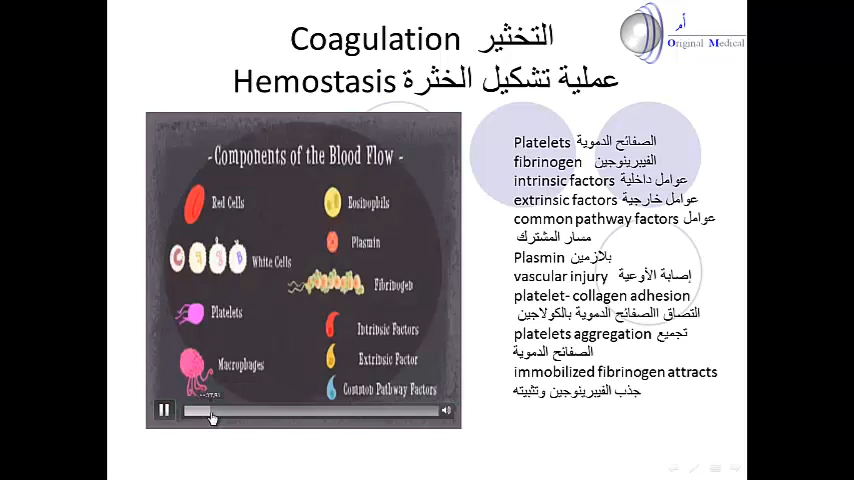 التخثير Coagulation
عملية تشكيل الخثرة Hemostasis
أم
Original Medical
-Components of the Blood Flow-
Red Cells
White Cells
Platelets
Macrophages
Eosinophils
Plasmin
Fibrinogen
Intrinsic Factors
Extrinsic Factor
Common Pathway Factors
Platelets الصفائح الدموية
fibrinogen الفيبرينوجين
intrinsic factors عوامل داخلية
extrinsic factors عوامل خارجية
common pathway factors عوامل
مسار المشترك
Plasmin بلازمين
vascular injury إصابة الأوعية
platelet- collagen adhesion
التصاق االصفائح الدموية بالكولاجين
platelets aggregation تجميع
الصفائح الدموية
immobilized fibrinogen attracts
جذب الفيبرينوجين وتثبيته